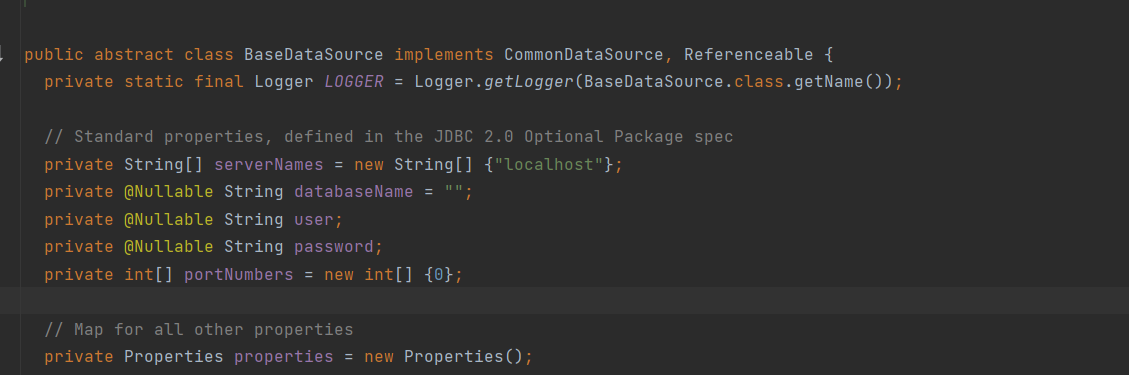 public abstract class BaseDataSource implements CommonDataSource, Referenceable {
private static final Logger LOGGER = Logger.getLogger(BaseDataSource.class.getName());
// Standard properties, defined in the JDBC 2.0 Optional Package spec
private String[] serverNames = new String[] {"localhost"};
private @Nullable String databaseName = "";
private @Nullable String user;
private @Nullable String password;
private int[] portNumbers = new int[] {0};
// Map for all other properties
private Properties properties = new Properties();